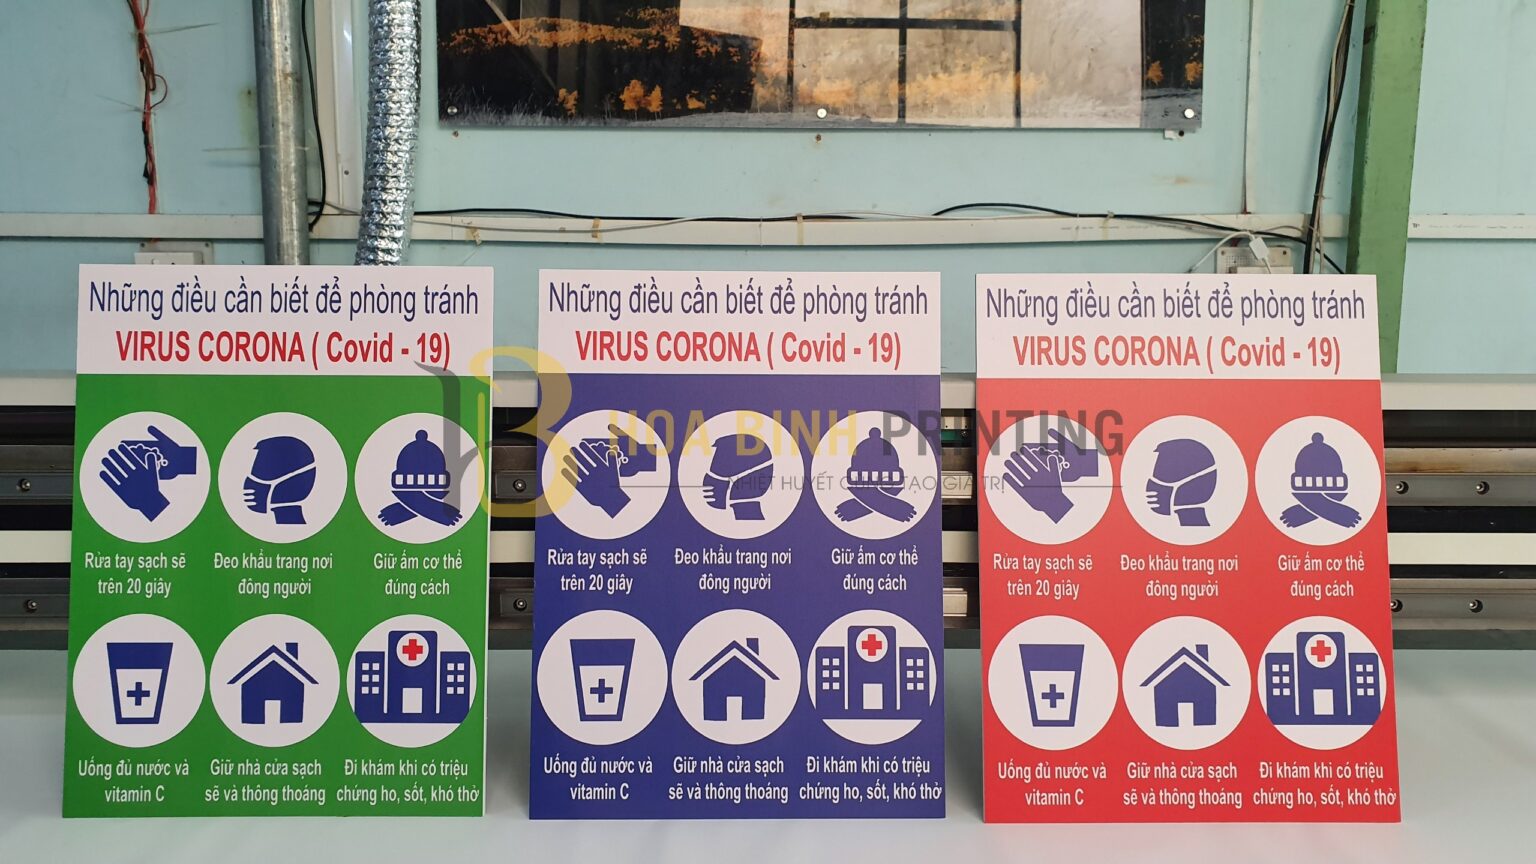 Những điều cần biết để phòng tránh
VIRUS CORONA ( Covid - 19)
Rửa tay sạch sẽ
trên 20 giây
Đeo khẩu trang nơi
đông người
Giữ ấm cơ thể
đúng cách
Uống đủ nước và
vitamin C
Giữ nhà cửa sạch
sẽ và thông thoáng
Đi khám khi có triệu
chứng ho, sốt, khó thở
Những điều cần biết để phòng tránh
VIRUS CORONA ( Covid - 19)
Rửa tay sạch sẽ
trên 20 giây
Đeo khẩu trang nơi
đông người
Giữ ấm cơ thể
đúng cách
Uống đủ nước và
vitamin C
Giữ nhà cửa sạch
sẽ và thông thoáng
Đi khám khi có triệu
chứng ho, sốt, khó thở
Những điều cần biết để phòng tránh
VIRUS CORONA ( Covid - 19)
Rửa tay sạch sẽ
trên 20 giây
Đeo khẩu trang nơi
đông người
Giữ ấm cơ thể
đúng cách
Uống đủ nước và
vitamin C
Giữ nhà cửa sạch
sẽ và thông thoáng
Đi khám khi có triệu
chứng ho, sốt, khó thở
HOA BINH PRINTING
NHIỆT HUYẾT TẠO GIÁ TRỊ